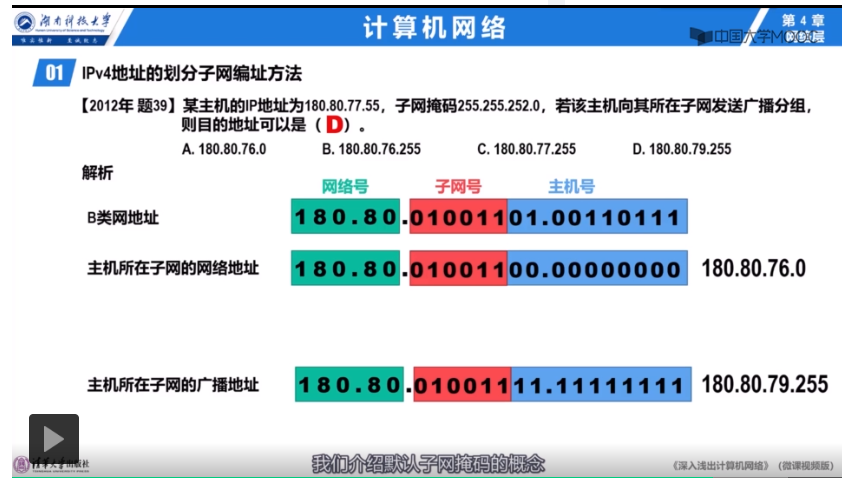 湖南科技大学
计算机网络
第 4 章
网络层
中国大学MOOC
01 IPv4地址的划分子网编址方法
【2012年 题39】某主机的IP地址为180.80.77.55，子网掩码255.255.252.0，若该主机向其所在子网发送广播分组，
则目的地址可以是（ D ）。
A. 180.80.76.0 B. 180.80.76.255 C. 180.80.77.255 D. 180.80.79.255
解析
网络号 子网号 主机号
B类网地址 180.80.01001101.00110111
主机所在子网的网络地址 180.80.01001100.00000000 180.80.76.0
主机所在子网的广播地址 180.80.01001111.11111111 180.80.79.255
清华大学出版社
我们介绍默认子网掩码的概念
《深入浅出计算机网络》（微课视频版）